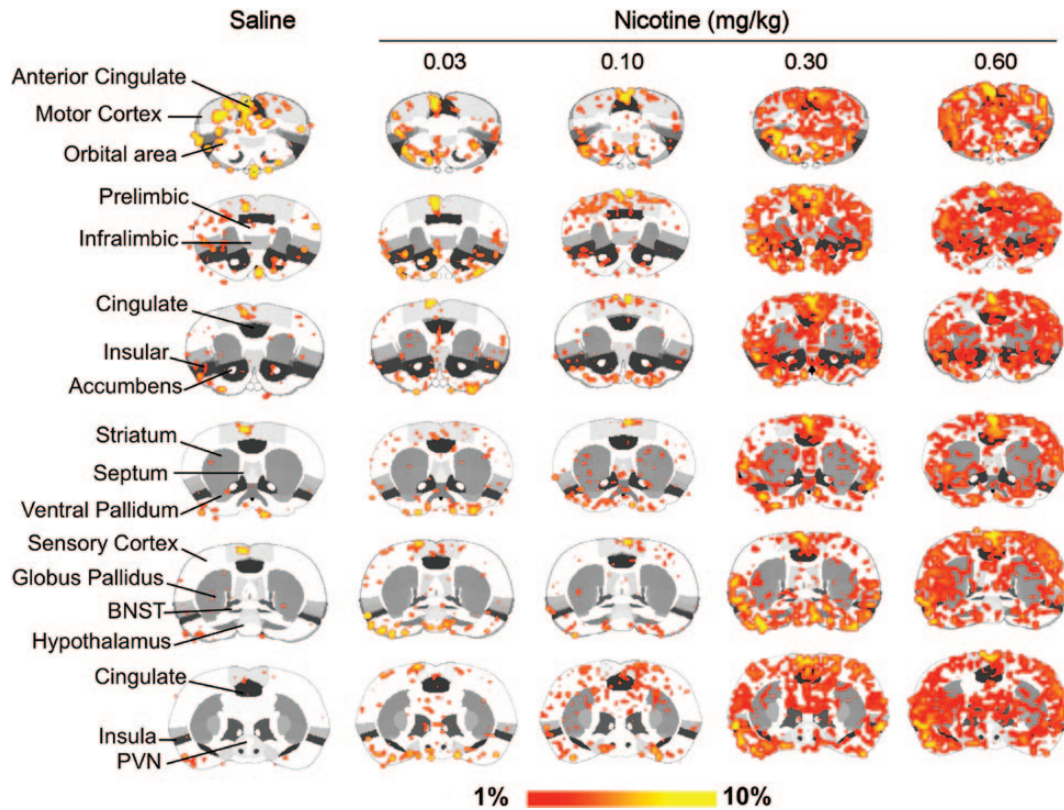 Saline
Nicotine (mg/kg)
0.03 0.10 0.30 0.60
Anterior Cingulate
Motor Cortex
Orbital area
Prelimbic
Infralimbic
Cingulate
Insular
Accumbens
Striatum
Septum
Ventral Pallidum
Sensory Cortex
Globus Pallidus
BNST
Hypothalamus
Cingulate
Insula
PVN
1% 10%